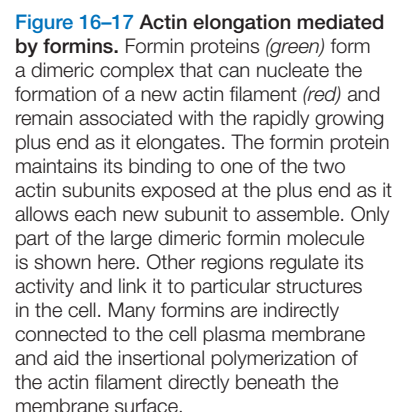 Figure 16–17 Actin elongation mediated
by formins. Formin proteins (green) form
a dimeric complex that can nucleate the
formation of a new actin filament (red) and
remain associated with the rapidly growing
plus end as it elongates. The formin protein
maintains its binding to one of the two
actin subunits exposed at the plus end as it
allows each new subunit to assemble. Only
part of the large dimeric formin molecule
is shown here. Other regions regulate its
activity and link it to particular structures
in the cell. Many formins are indirectly
connected to the cell plasma membrane
and aid the insertional polymerization of
the actin filament directly beneath the
membrane surface.